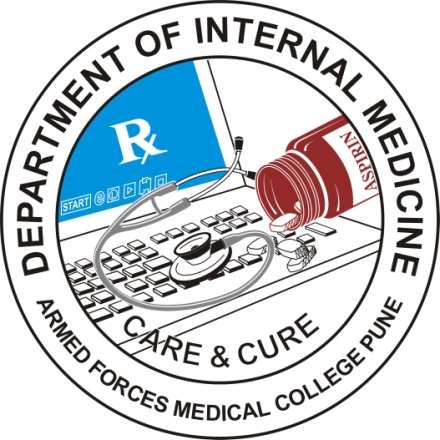 DEPARTMENT OF INTERNAL MEDICINE
Rx
START
ASPIRIN
CARE & CURE
ARMED FORCES MEDICAL COLLEGE PUNE